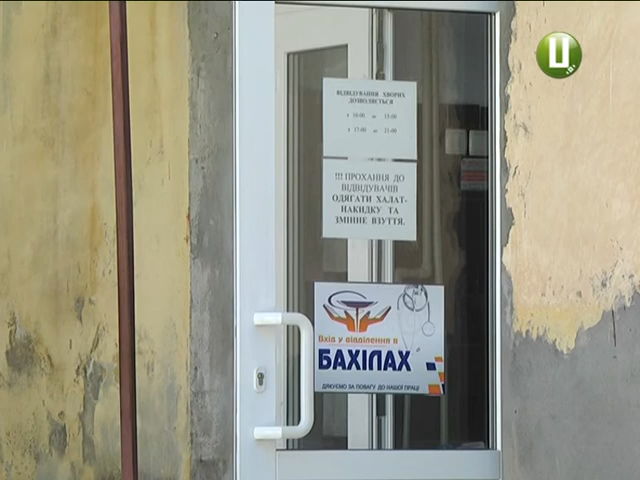 ВІДВІДУВАННЯ ХВОРИХ
ДОЗВОЛЯЄТЬСЯ
з 10-00 до 15-00
з 17-00 до 21-00
!!! ПРОХАННЯ ДО
ВІДВІДУВАЧІВ
ОДЯГАТИ ХАЛАТ-
НАКИДКУ ТА
ЗМІННЕ ВЗУТТЯ.
Вхід у відділення в
БАХІЛАХ
ДЯКУЄМО ЗА ПОВАГУ ДО НАШОЇ ПРАЦІ
Ц